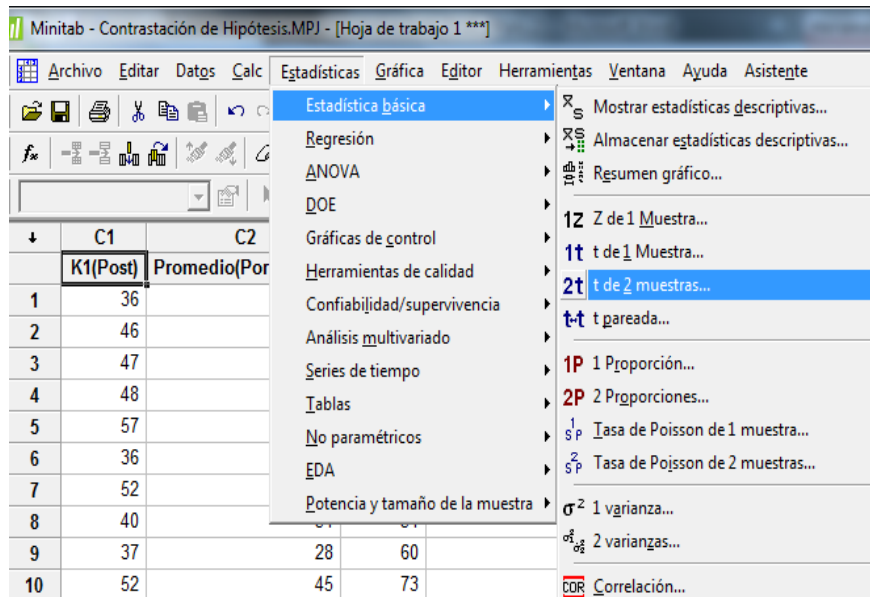 Minitab - Contrastación de Hipótesis.MPJ - [Hoja de trabajo 1 ***]
Archivo Editar Datos Calc Estadísticas Gráfica Editor Herramientas Ventana Ayuda Asistente
Estadística básica
Regresión
ANOVA
DOE
Gráficas de control
Herramientas de calidad
Confiabilidad/supervivencia
Análisis multivariado
Series de tiempo
Tablas
No paramétricos
EDA
Potencia y tamaño de la muestra
Mostrar estadísticas descriptivas...
Almacenar estadísticas descriptivas...
Resumen gráfico...
1Z Z de 1 Muestra...
1t t de 1 Muestra...
2t t de 2 muestras...
t-t t pareada...
1P 1 Proporción...
2P 2 Proporciones...
Tasa de Poisson de 1 muestra...
Tasa de Poisson de 2 muestras...
σ² 1 varianza...
2 varianzas...
COR Correlación...
C1 C2
K1(Post) Promedio(Por
1 36
2 46
3 47
4 48
5 57
6 36
7 52
8 40
9 37 28 60
10 52 45 73